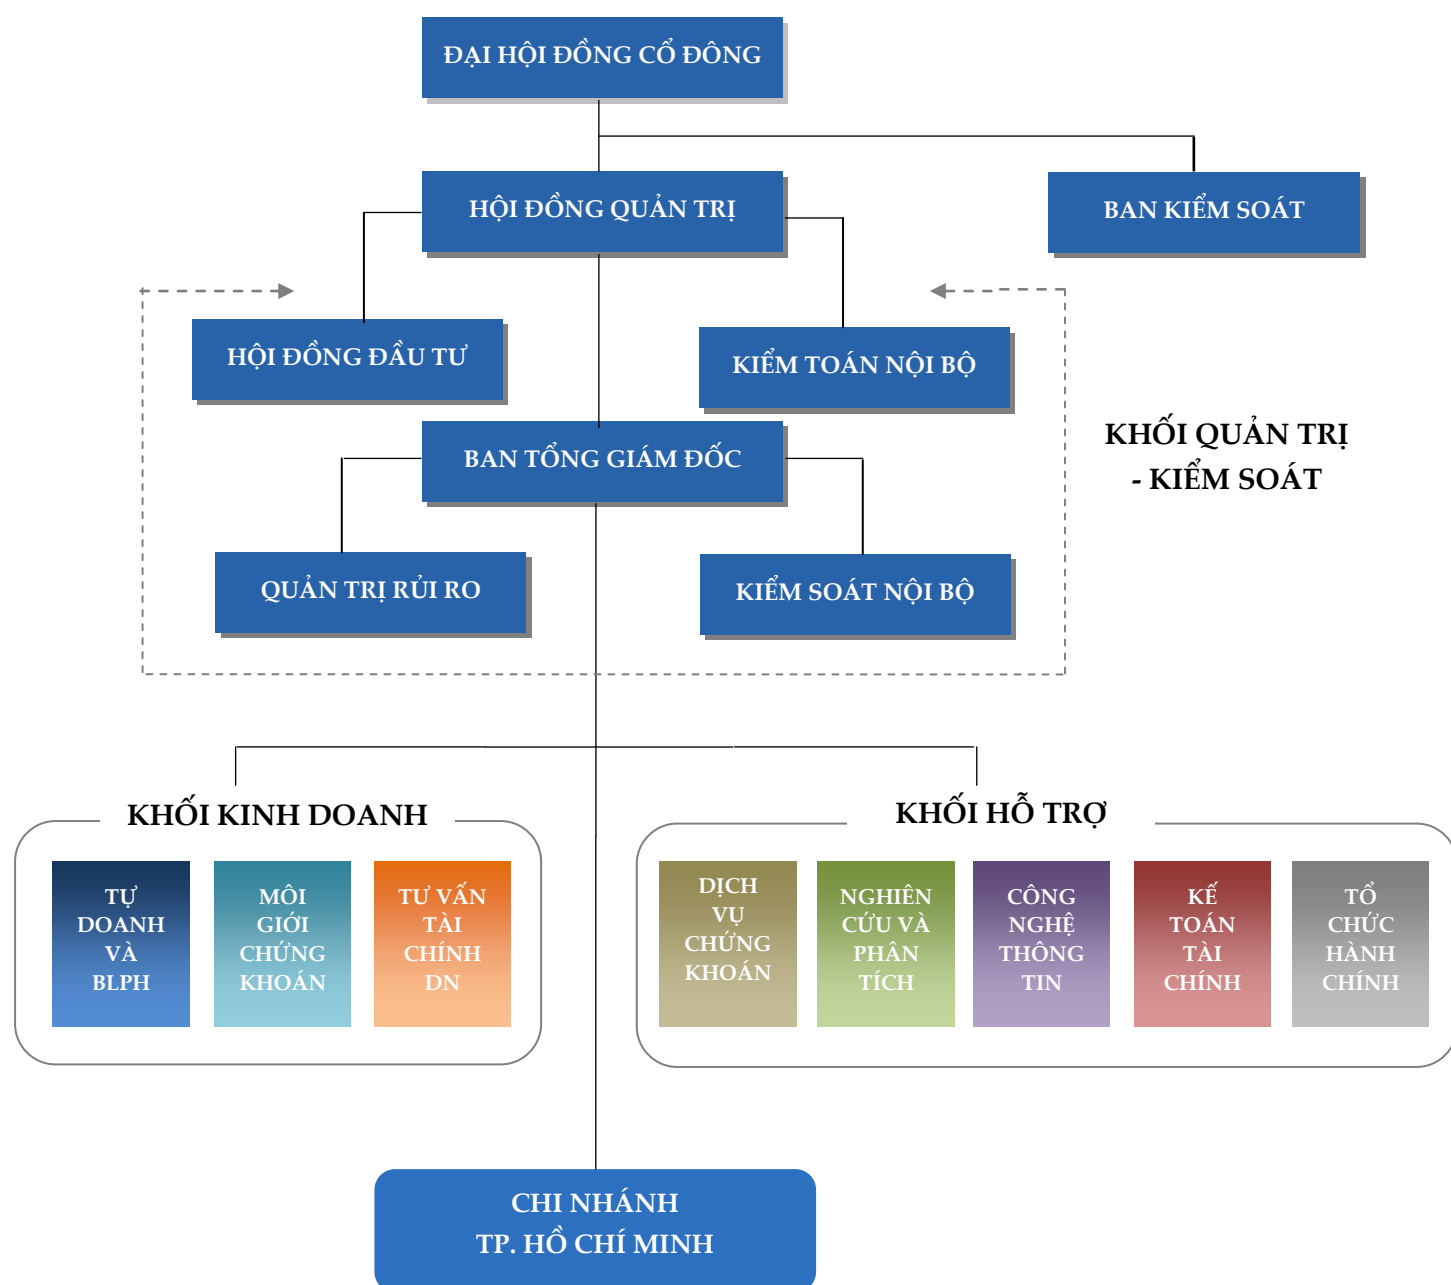 ĐẠI HỘI ĐỒNG CỔ ĐÔNG
HỘI ĐỒNG QUẢN TRỊ
BAN KIỂM SOÁT
HỘI ĐỒNG ĐẦU TƯ
KIỂM TOÁN NỘI BỘ
KHỐI QUẢN TRỊ
- KIỂM SOÁT
BAN TỔNG GIÁM ĐỐC
QUẢN TRỊ RỦI RO
KIỂM SOÁT NỘI BỘ
KHỐI KINH DOANH
TỰ
DOANH
VÀ
BLPH
MÔI
GIỚI
CHỨNG
KHOÁN
TƯ VẤN
TÀI
CHÍNH
DN
KHỐI HỖ TRỢ
DỊCH
VỤ
CHỨNG
KHOÁN
NGHIÊN
CỨU VÀ
PHÂN
TÍCH
CÔNG
NGHỆ
THÔNG
TIN
KẾ
TOÁN
TÀI
CHÍNH
TỔ
CHỨC
HÀNH
CHÍNH
CHI NHÁNH
TP. HỒ CHÍ MINH